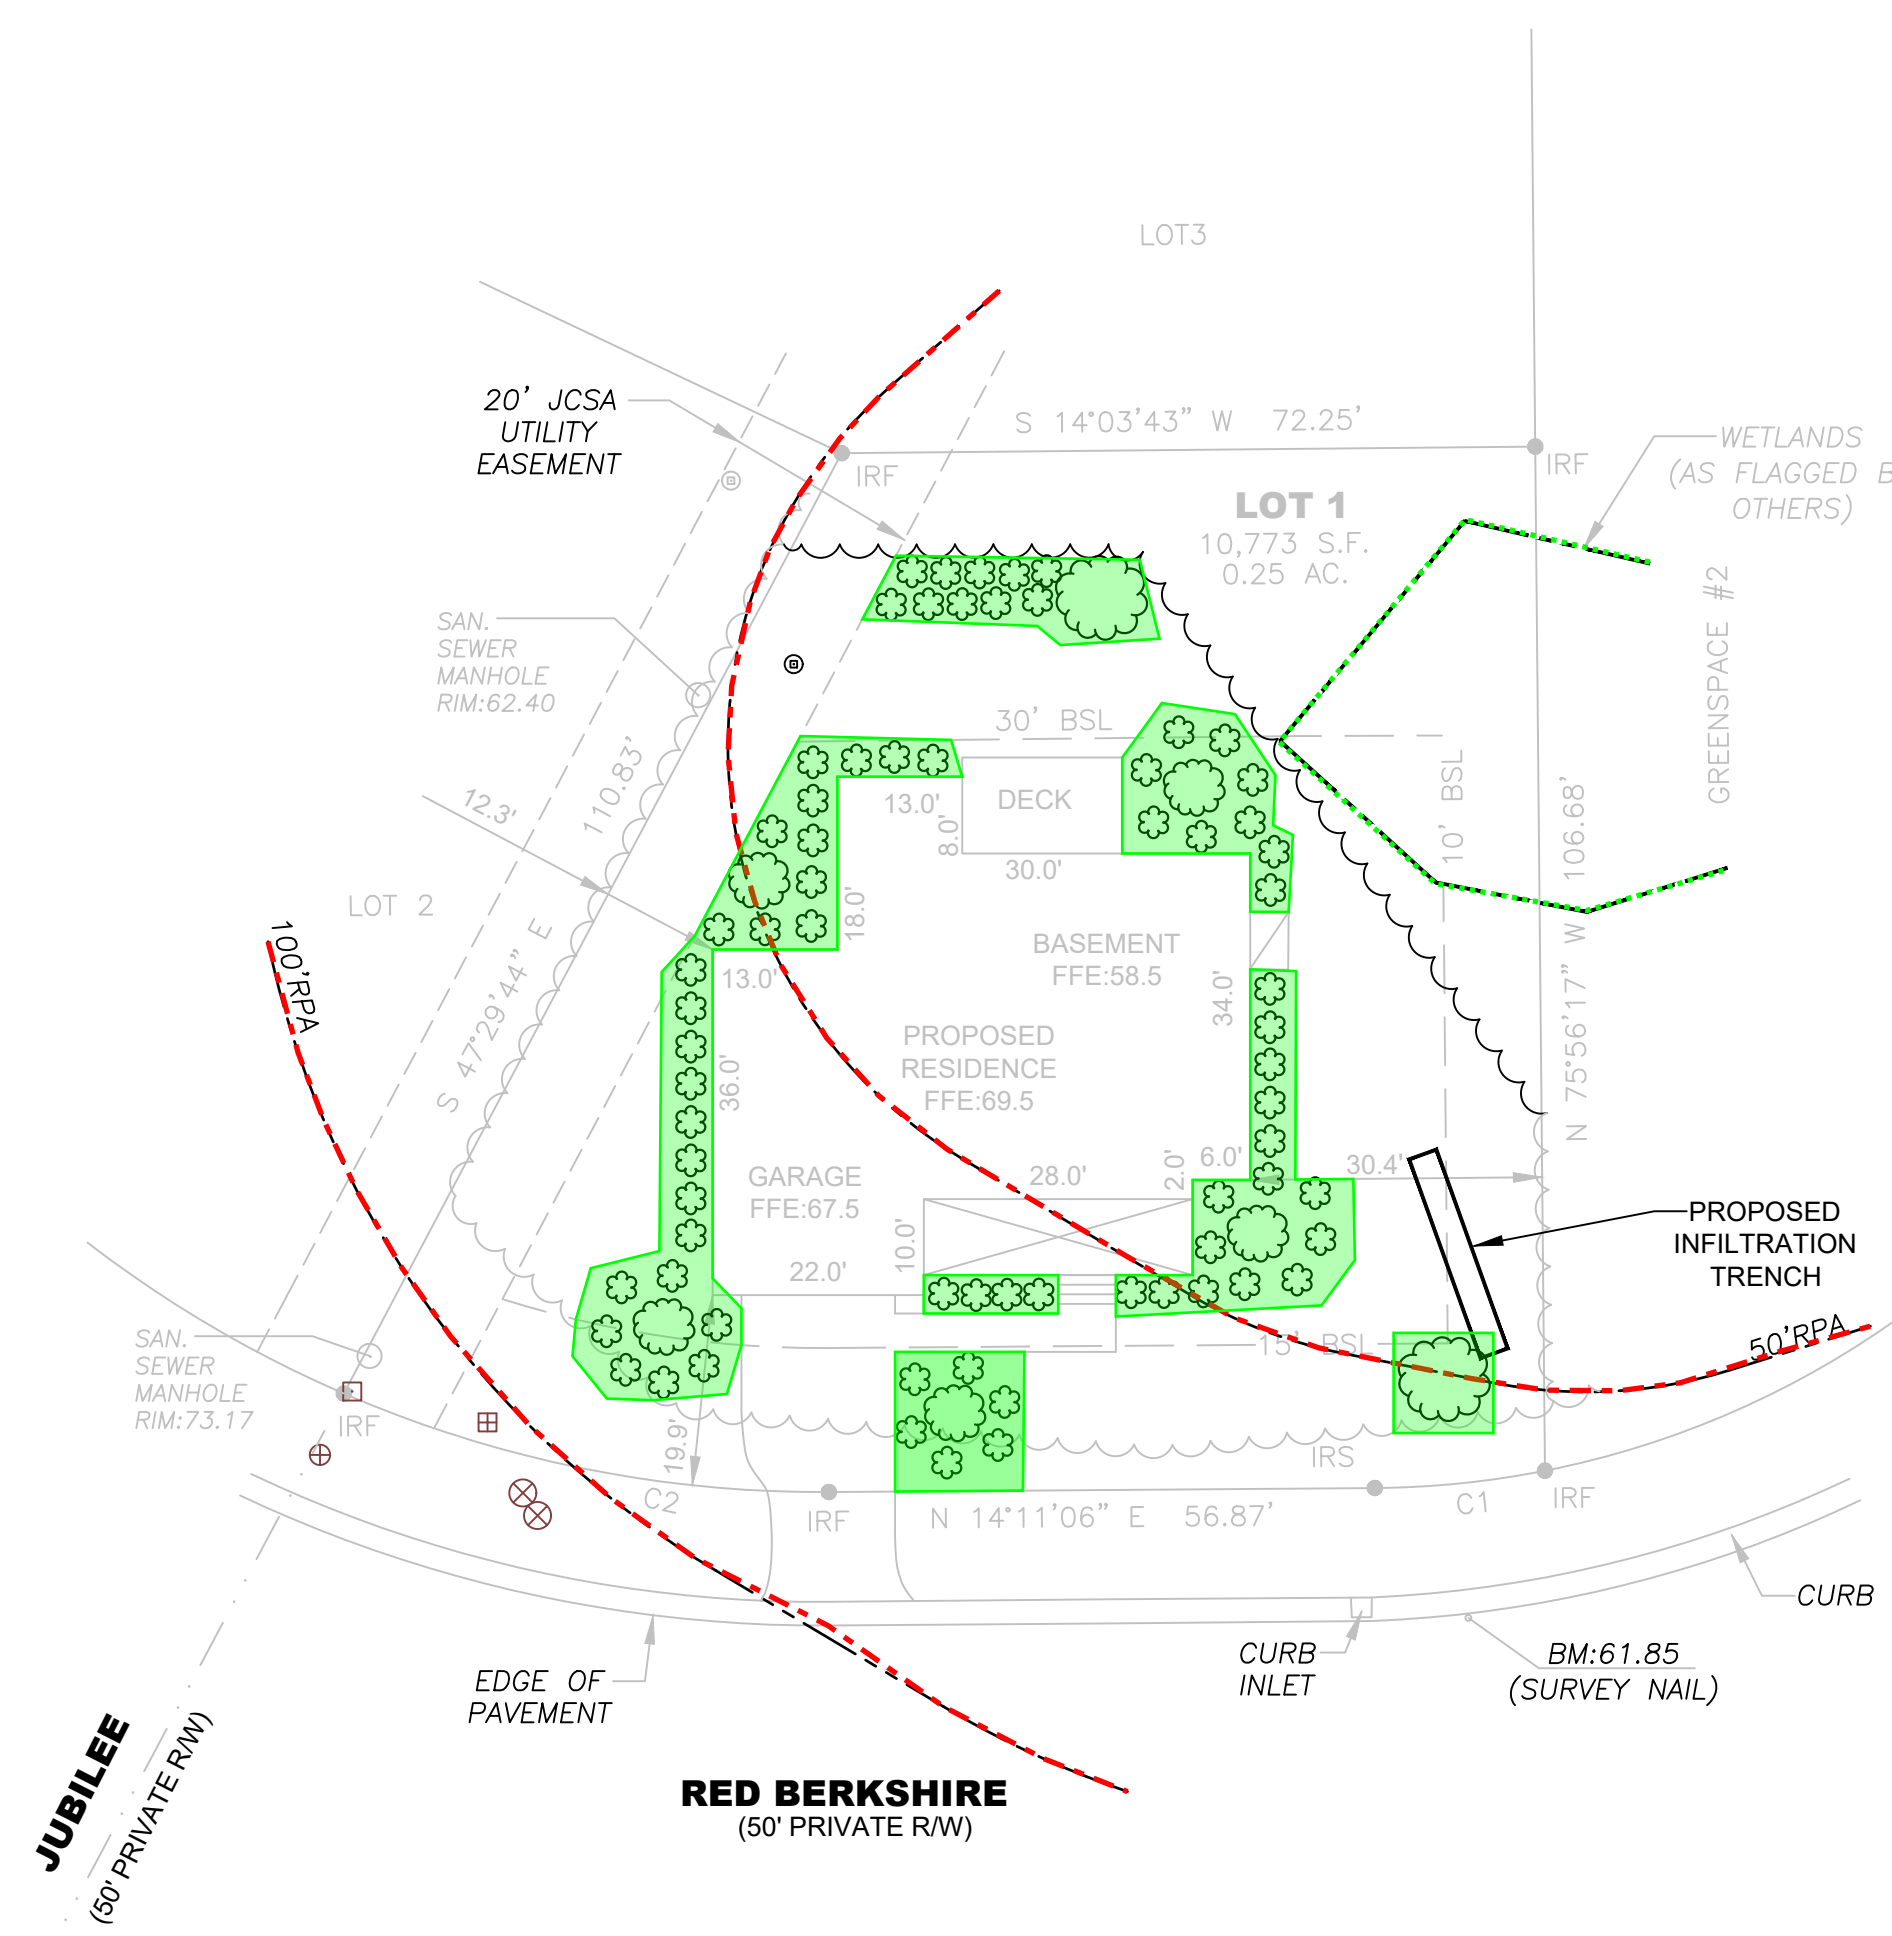 LOT3
20' JCSA
UTILITY
EASEMENT
S 14°03'43" W 72.25'
IRF
IRF
WETLANDS
(AS FLAGGED B
OTHERS)
LOT 1
10,773 S.F.
0.25 AC.
GREENSPACE #2
SAN.
SEWER
MANHOLE
RIM:62.40
30' BSL
10' BSL
110.83'
S 47°29'44" E
12.3'
13.0'
8.0'
DECK
30.0'
LOT 2
18.0'
106.68'
N 75°56'17" W
BASEMENT
FFE:58.5
13.0'
34.0'
100'RPA
PROPOSED
RESIDENCE
FFE:69.5
36.0'
GARAGE
FFE:67.5
28.0'
2.0'
6.0'
30.4'
10.0'
22.0'
PROPOSED
INFILTRATION
TRENCH
SAN.
SEWER
MANHOLE
RIM:73.17
15' BSL
50'RPA
IRF
19.9'
IRS
C2
IRF
N 14°11'06" E 56.87'
C1
IRF
CURB
EDGE OF
PAVEMENT
CURB
INLET
BM:61.85
(SURVEY NAIL)
JUBILEE
(50' PRIVATE R/W)
RED BERKSHIRE
(50' PRIVATE R/W)